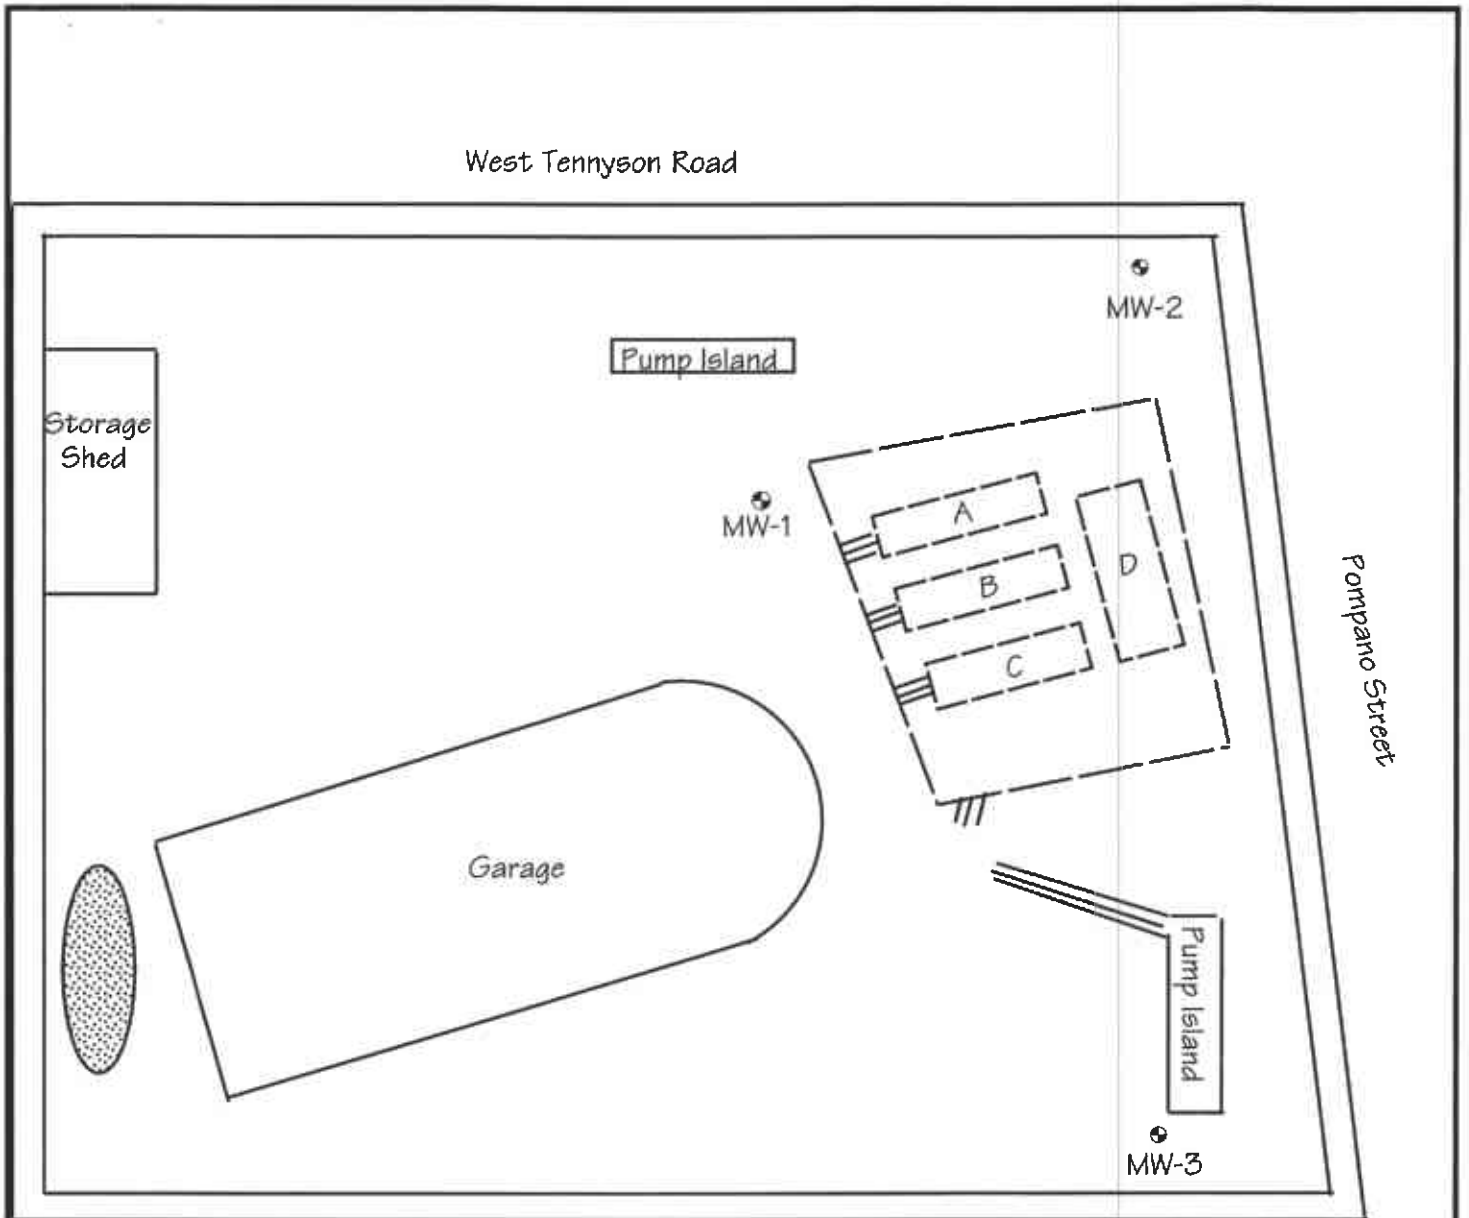 West Tennyson Road
MW-2
Pump Island
Storage
Shed
MW-1
A
B
C
D
Pompano Street
Garage
Pump Island
MW-3